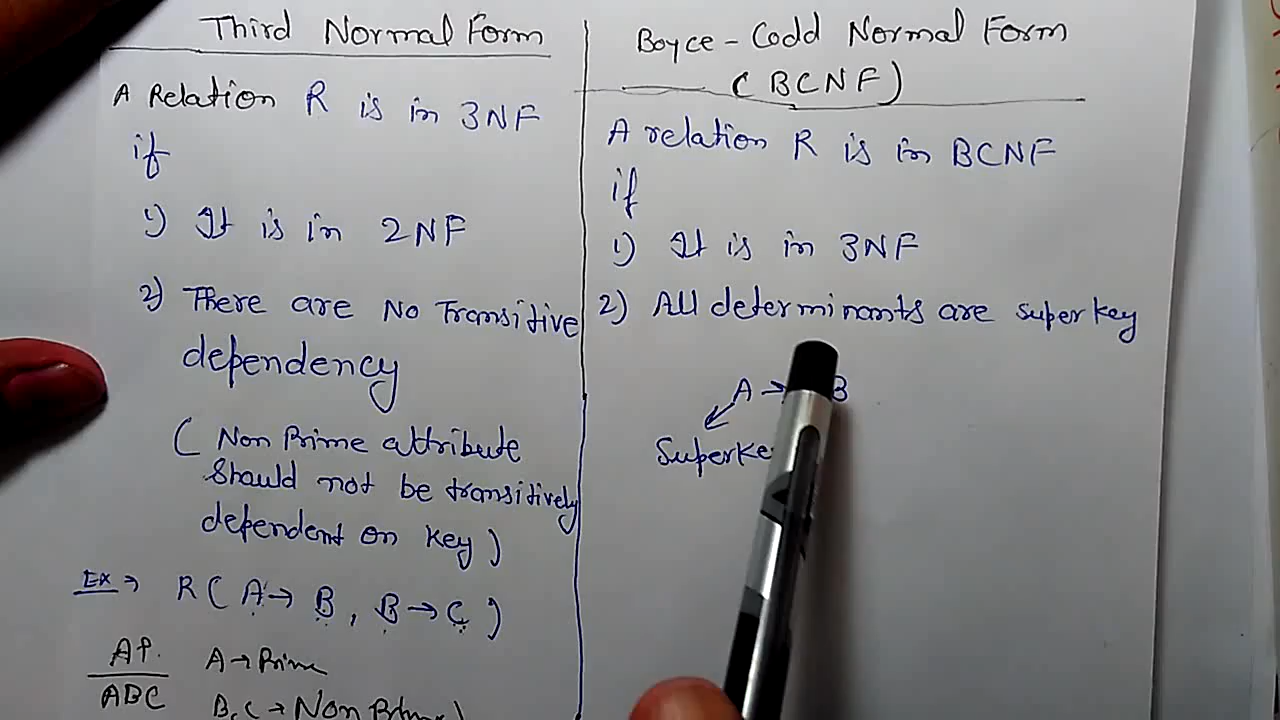 Third Normal Form
A Relation R is in 3NF
if
1) It is in 2NF
2) There are No Transitive
dependency
( Non Prime attribute
should not be transitively
dependent on key )
Ex → R( A → B , B → C )
A+
ABC
A → Prime
B,C → Non Prime
Boyce - Codd Normal Form
( BCNF )
A relation R is in BCNF
if
1) It is in 3NF
2) All determinants are superkey
A → B